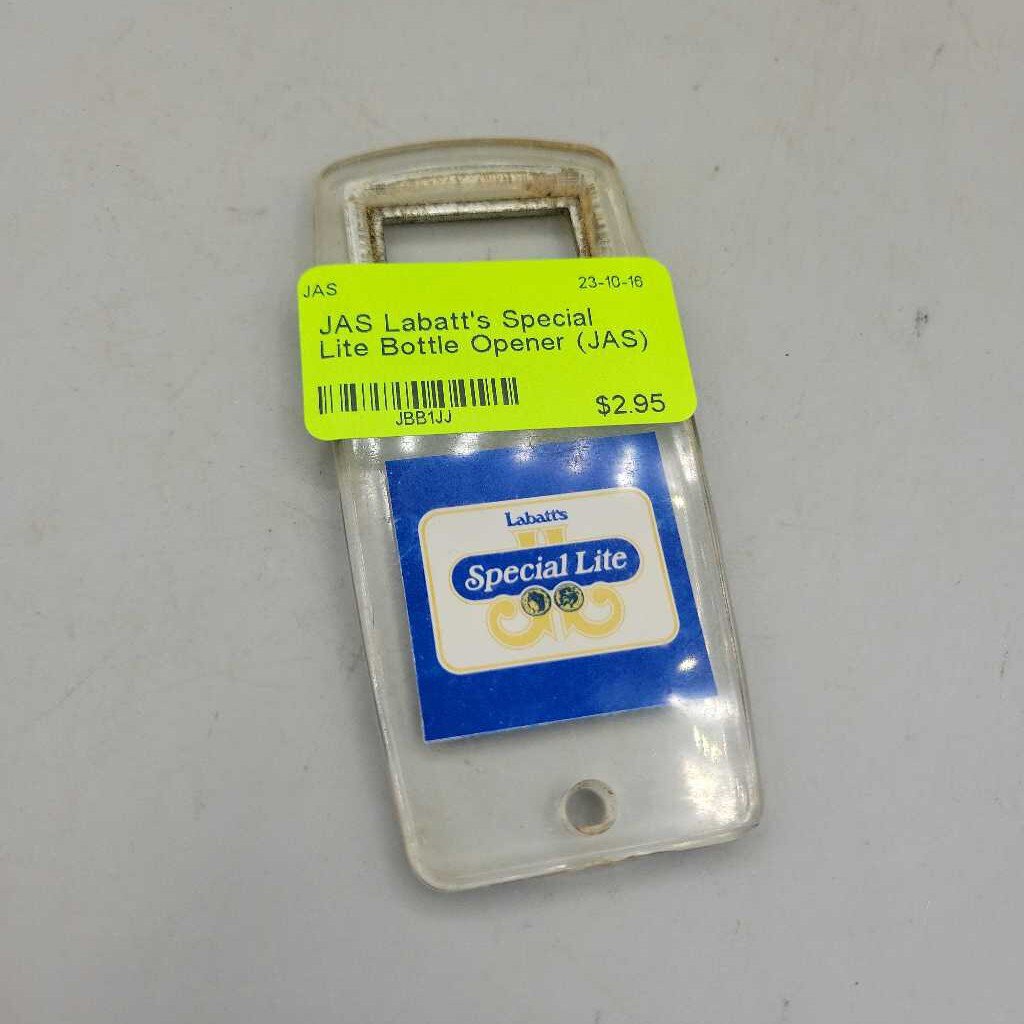 JAS 23-10-16
JAS Labatt's Special
Lite Bottle Opener (JAS)
JBB1JJ $2.95
Labatt's
Special Lite